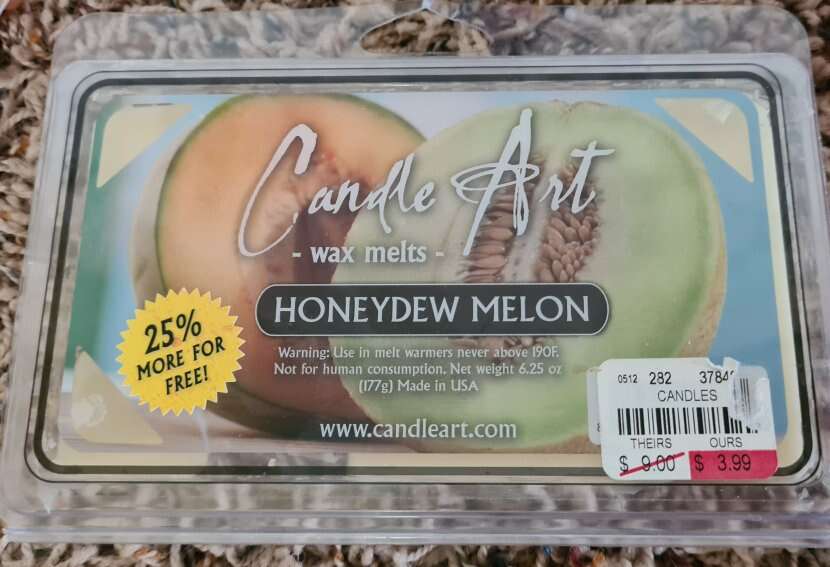 Candle Art
- wax melts -
HONEYDEW MELON
25%
MORE FOR
FREE!
Warning: Use in melt warmers never above 190F.
Not for human consumption. Net weight 6.25 oz
(177g) Made in USA
www.candleart.com
0512 282
CANDLES
THEIRS OURS
$ 9.00 $ 3.99